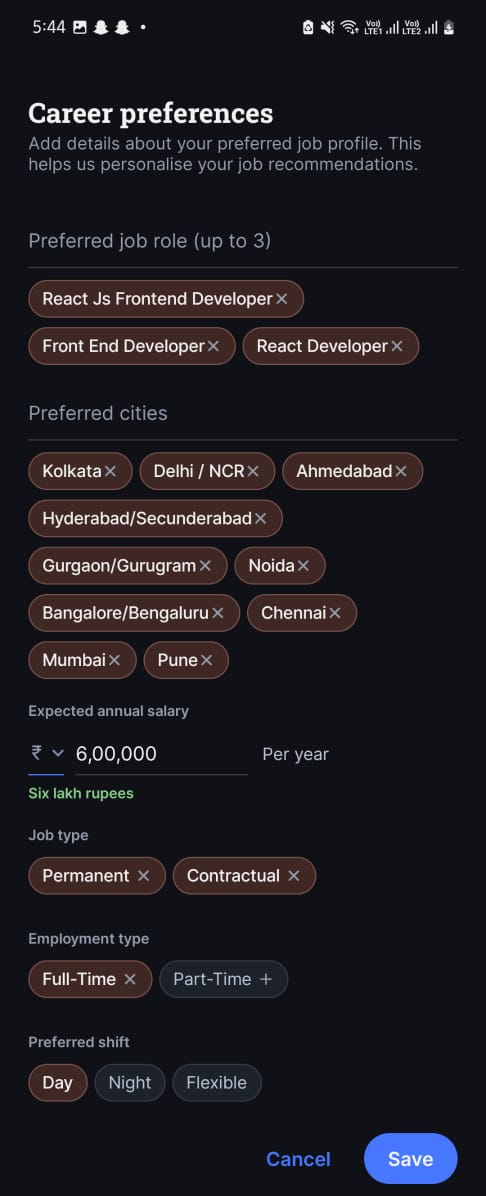 5:44
Vo)) LTE1 Vo)) LTE2
Career preferences
Add details about your preferred job profile. This
helps us personalise your job recommendations.
Preferred job role (up to 3)
React Js Frontend Developer
Front End Developer React Developer
Preferred cities
Kolkata Delhi / NCR Ahmedabad
Hyderabad/Secunderabad
Gurgaon/Gurugram Noida
Bangalore/Bengaluru Chennai
Mumbai Pune
Expected annual salary
₹ 6,00,000 Per year
Six lakh rupees
Job type
Permanent Contractual
Employment type
Full-Time Part-Time +
Preferred shift
Day Night Flexible
Cancel Save